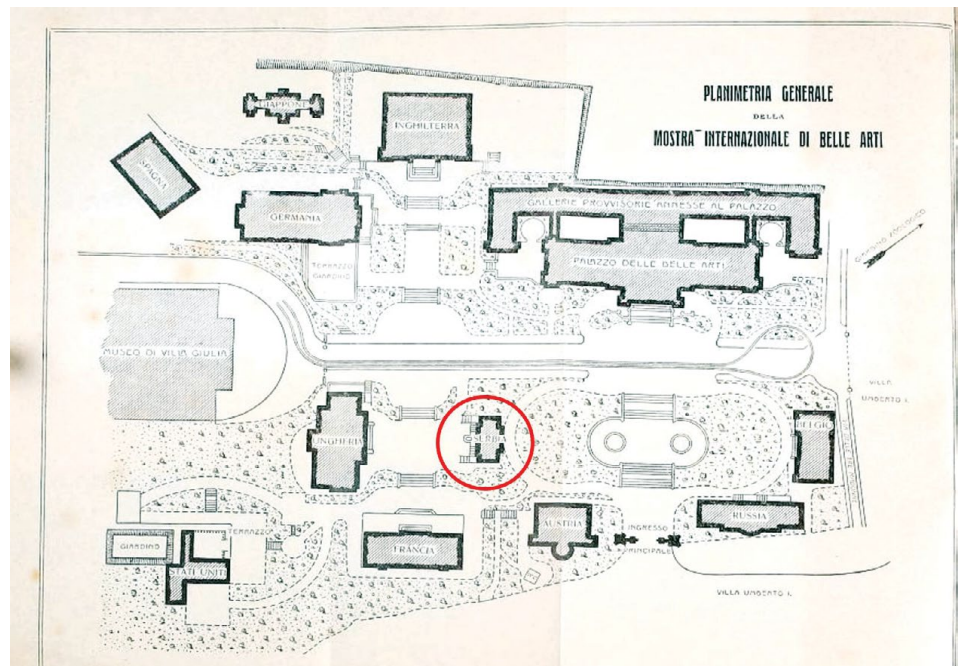 PLANIMETRIA GENERALE
DELLA
MOSTRA INTERNAZIONALE DI BELLE ARTI
GIAPPONE
INGHILTERRA
SPAGNA
GERMANIA
GALLERIE PROVVISORIE ANNESSE AL PALAZZO
PALAZZO DELLE BELLE ARTI
TERRAZZO
GIARDINO
GIARDINO ZOOLOGICO
MUSEO DI VILLA GIULIA
VILLA
UMBERTO I.
UNGHERIA
SERBIA
BELGIO
AUSTRIA
INGRESSO
PRINCIPALE
RUSSIA
GIARDINO
TERRAZZO
STATI UNITI
FRANCIA
VILLA UMBERTO I.